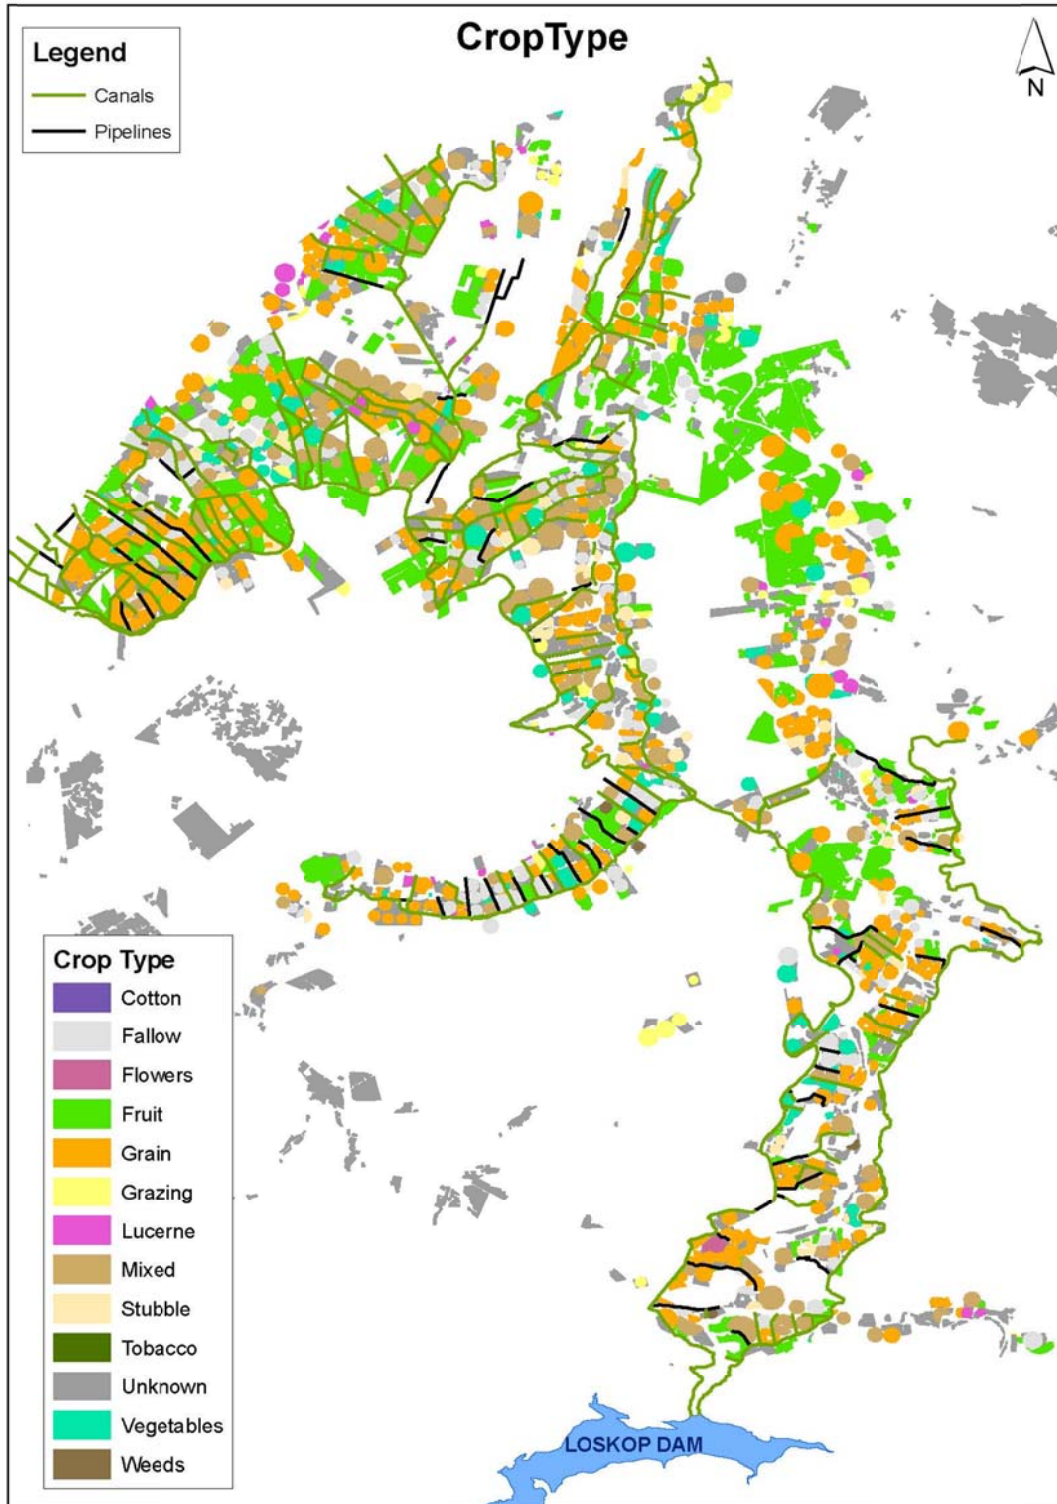 CropType
Legend
Canals
Pipelines
N
Crop Type
Cotton
Fallow
Flowers
Fruit
Grain
Grazing
Lucerne
Mixed
Stubble
Tobacco
Unknown
Vegetables
Weeds
LOSKOP DAM